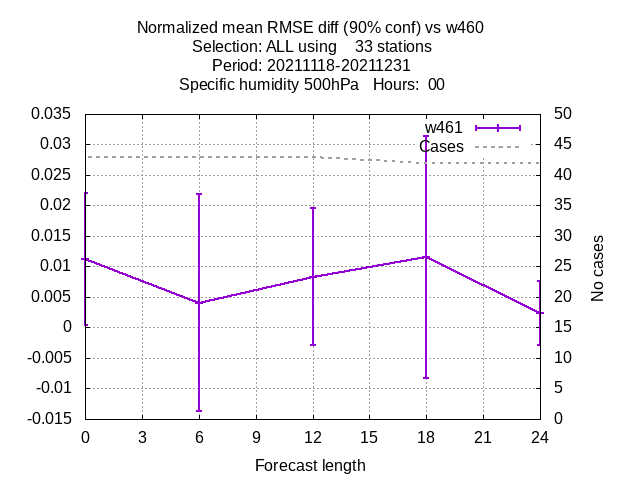 Normalized mean RMSE diff (90% conf) vs w460
Selection: ALL using 33 stations
Period: 20211118-20211231
Specific humidity 500hPa Hours: 00
w461
Cases
0.035
0.03
0.025
0.02
0.015
0.01
0.005
0
-0.005
-0.01
-0.015
50
45
40
35
30
25
20
15
10
5
0
No cases
0 3 6 9 12 15 18 21 24
Forecast length